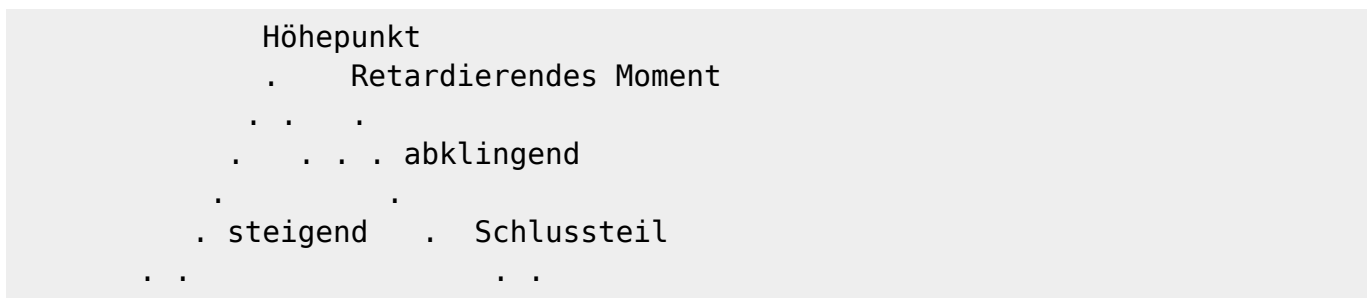 Höhepunkt
.    Retardierendes Moment
. .   .
.   . . . abklingend
.          .
. steigend   .  Schlussteil
. .                  . .